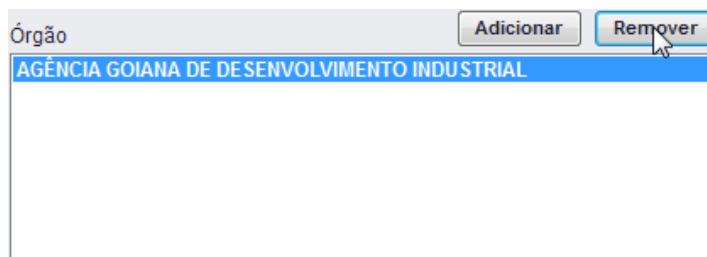 Órgão
Adicionar
Remover
AGÊNCIA GOIANA DE DESENVOLVIMENTO INDUSTRIAL